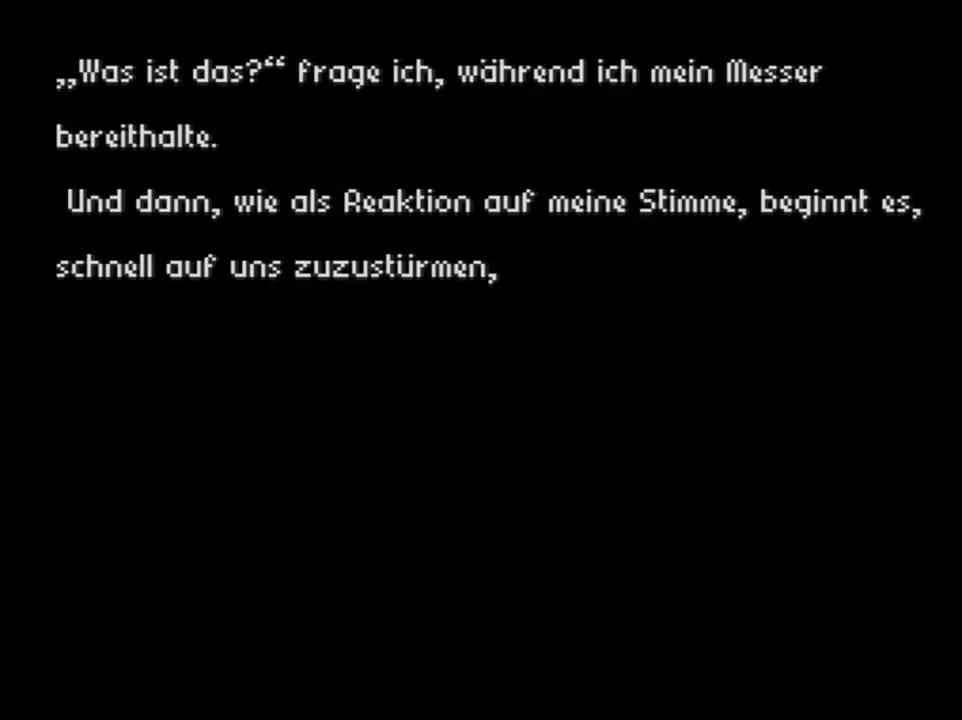 „Was ist das?“ frage ich, während ich mein Messer
bereithalte.
Und dann, wie als Reaktion auf meine Stimme, beginnt es,
schnell auf uns zuzustürmen,